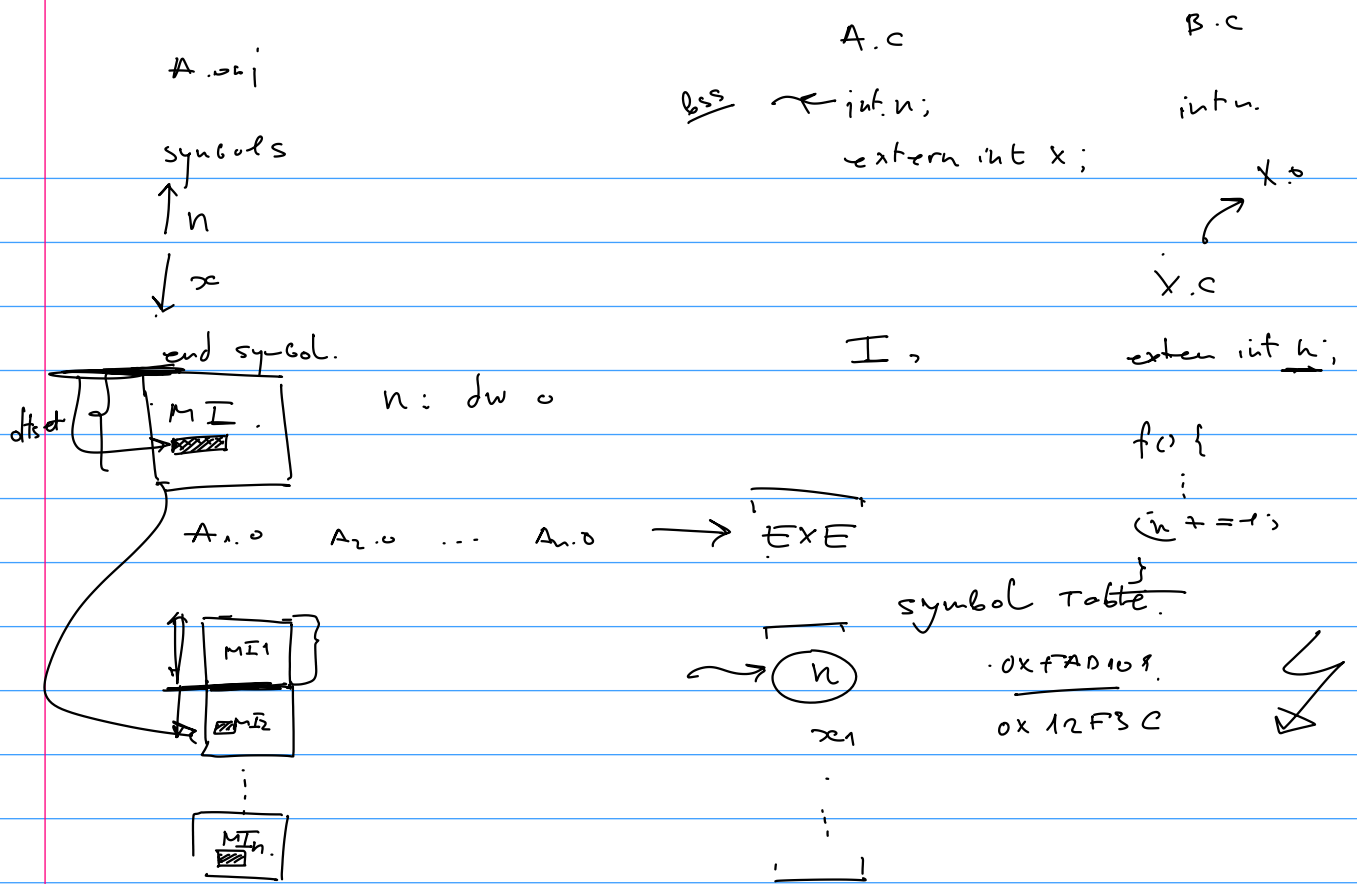 A.obj
symbols
n
x
end symbol.
offset
MI.
n: dw 0
A1.o A2.o ... An.o → EXE
MI1
MI2
MIn.
A.c
bss ← int n;
extern int x;
B.c
int n.
X.o
X.c
I,
extern int n;
f() {
n + = 1;
}
symbol Table.
n 0xFAD108.
x1 0x12F3C